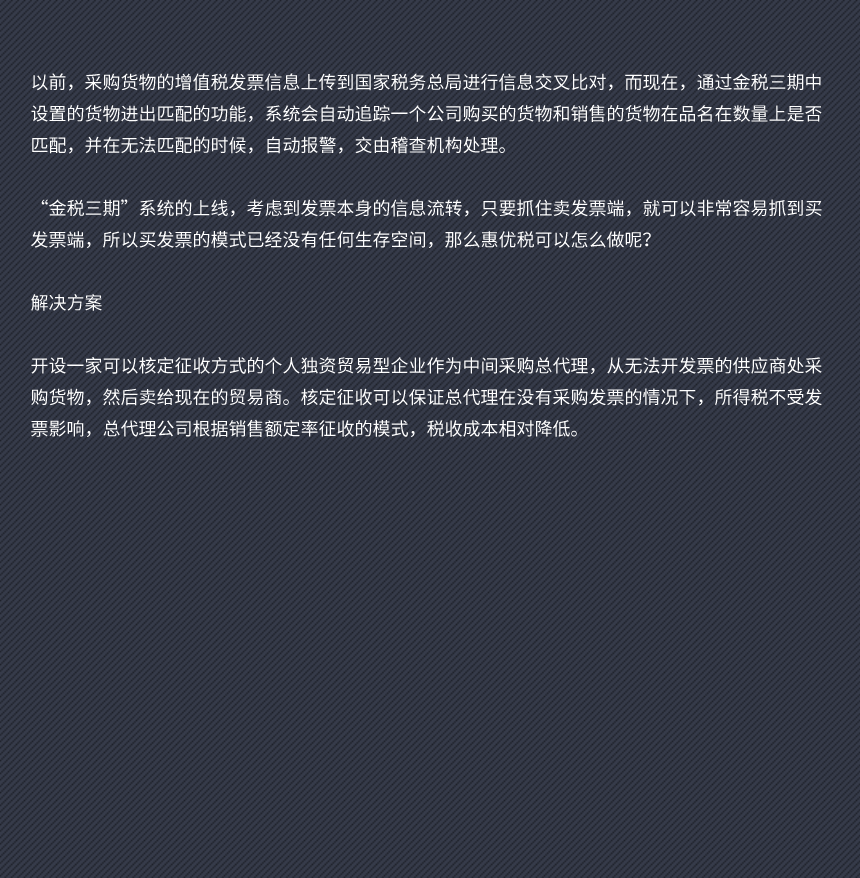 以前，采购货物的增值税发票信息上传到国家税务总局进行信息交叉比对，而现在，通过金税三期中
设置的货物进出匹配的功能，系统会自动追踪一个公司购买的货物和销售的货物在品名在数量上是否
匹配，并在无法匹配的时候，自动报警，交由稽查机构处理。
“金税三期”系统的上线，考虑到发票本身的信息流转，只要抓住卖发票端，就可以非常容易抓到买
发票端，所以买发票的模式已经没有任何生存空间，那么惠优税可以怎么做呢？
解决方案
开设一家可以核定征收方式的个人独资贸易型企业作为中间采购总代理，从无法开发票的供应商处采
购货物，然后卖给现在的贸易商。核定征收可以保证总代理在没有采购发票的情况下，所得税不受发
票影响，总代理公司根据销售额定率征收的模式，税收成本相对降低。